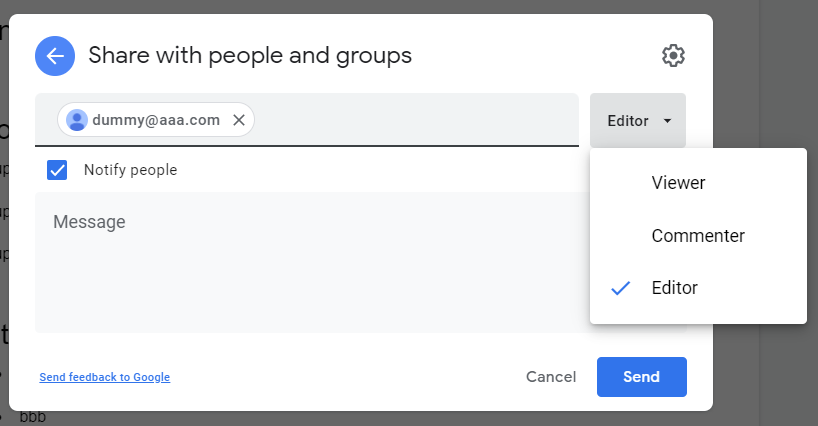 Share with people and groups
dummy@aaa.com
Editor
Notify people
Viewer
Message
Commenter
Editor
Send feedback to Google
Cancel
Send
bbb